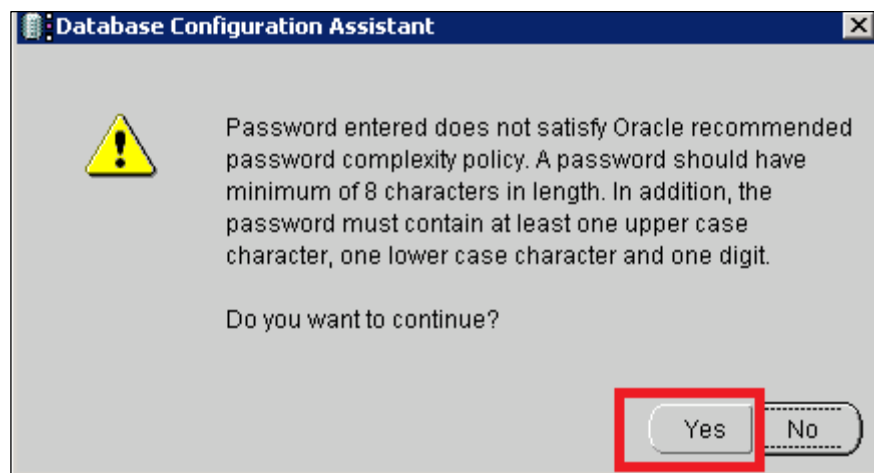 Database Configuration Assistant
Password entered does not satisfy Oracle recommended
password complexity policy. A password should have
minimum of 8 characters in length. In addition, the
password must contain at least one upper case
character, one lower case character and one digit.
Do you want to continue?
Yes No